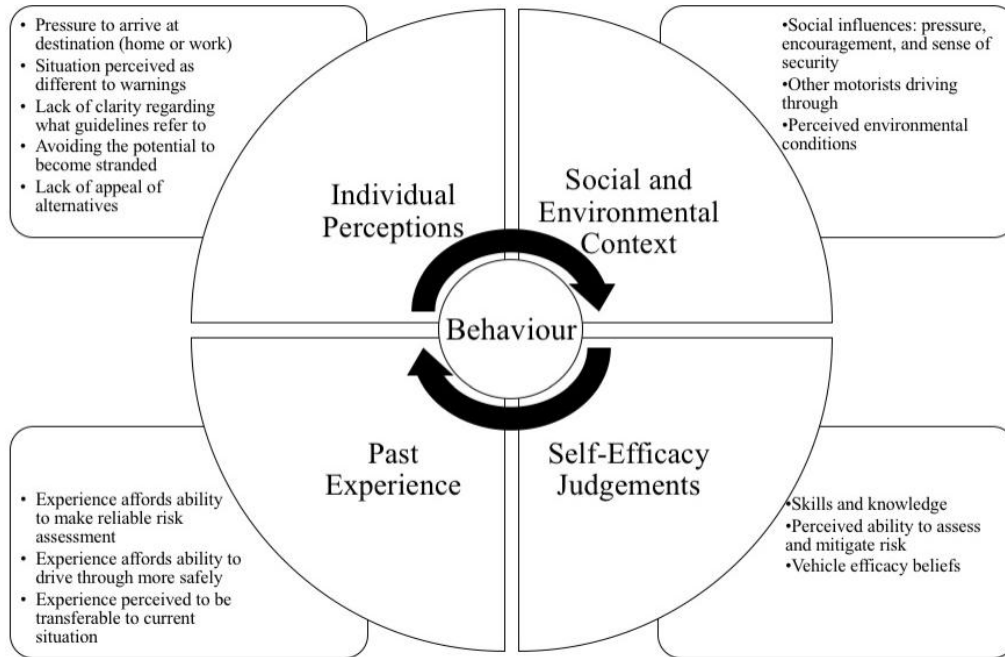 • Pressure to arrive at
destination (home or work)
• Situation perceived as
different to warnings
• Lack of clarity regarding
what guidelines refer to
• Avoiding the potential to
become stranded
• Lack of appeal of
alternatives
•Social influences: pressure,
encouragement, and sense of
security
•Other motorists driving
through
•Perceived environmental
conditions
Individual
Perceptions
Social and
Environmental
Context
Behaviour
Past
Experience
Self-Efficacy
Judgements
• Experience affords ability
to make reliable risk
assessment
• Experience affords ability to
drive through more safely
• Experience perceived to be
transferable to current
situation
•Skills and knowledge
•Perceived ability to assess
and mitigate risk
•Vehicle efficacy beliefs